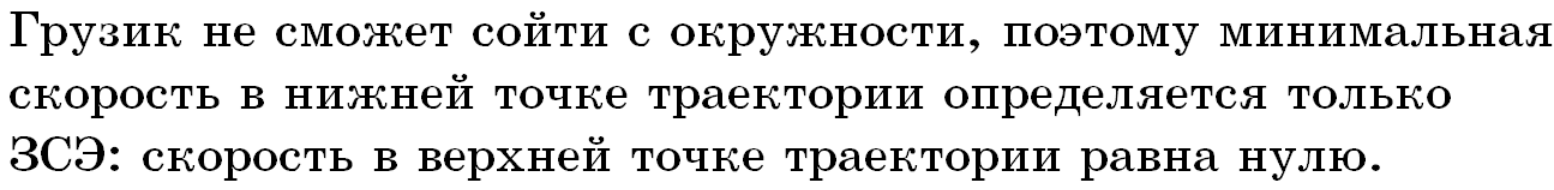 Грузик не сможет сойти с окружности, поэтому минимальная
скорость в нижней точке траектории определяется только
ЗСЭ: скорость в верхней точке траектории равна нулю.